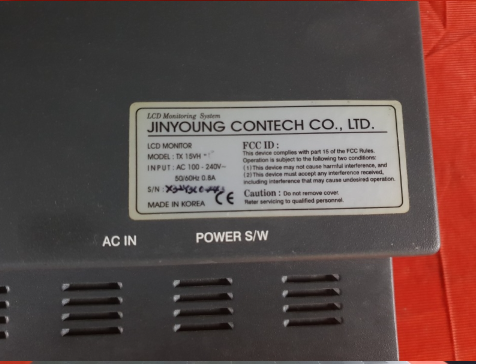 LCD Monitoring System
JINYOUNG CONTECH CO., LTD.
LCD MONITOR
MODEL : TX 15VH
INPUT : AC 100 - 240V~
50/60Hz 0.8A
S/N :
MADE IN KOREA
CE
FCC ID :
This device complies with part 15 of the FCC Rules.
Operation is subject to the following two conditions:
(1) This device may not cause harmful interference, and
(2) This device must accept any interference received,
including interference that may cause undesired operation.
Caution : Do not remove cover.
Refer servicing to qualified personnel.
AC IN
POWER S/W